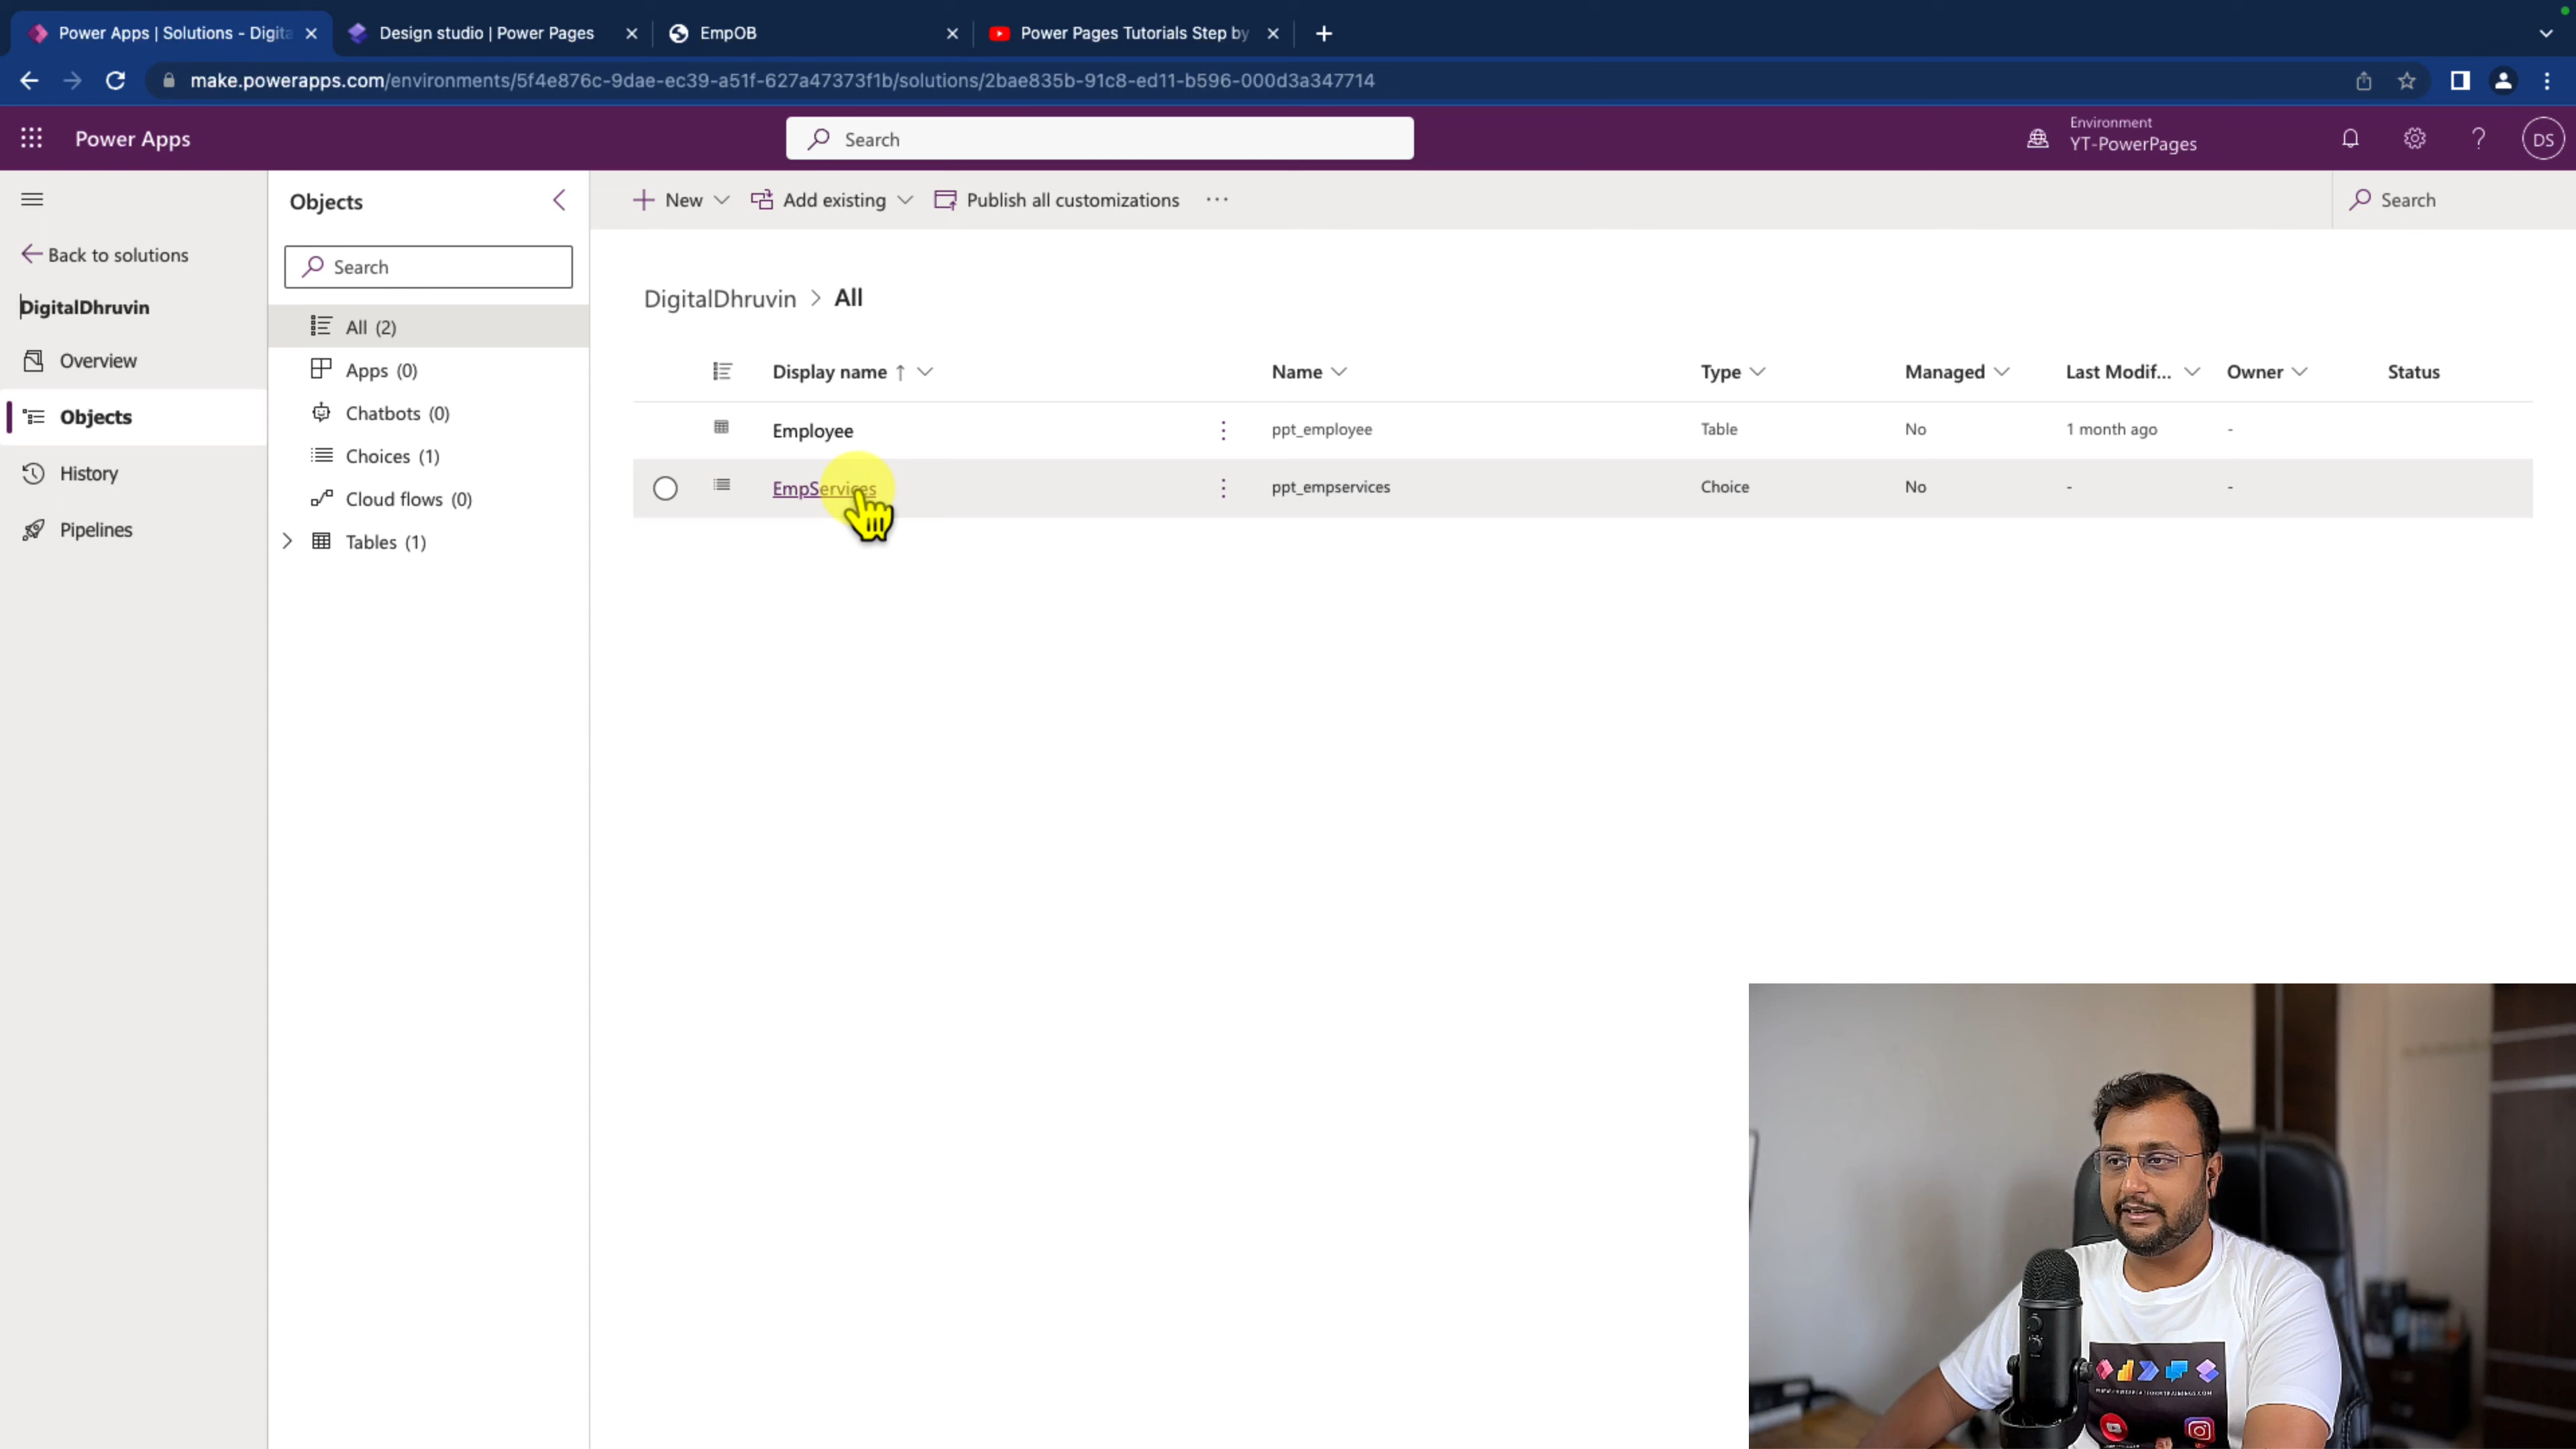 Power Apps | Solutions - Digita
Design studio | Power Pages
EmpOB
Power Pages Tutorials Step by
make.powerapps.com/environments/5f4e876c-9dae-ec39-a51f-627a47373f1b/solutions/2bae835b-91c8-ed11-b596-000d3a347714
Power Apps
Search
Environment
YT-PowerPages
DS
Objects
New
Add existing
Publish all customizations
Search
Back to solutions
Search
DigitalDhruvin
DigitalDhruvin > All
All (2)
Overview
Apps (0)
Display name ↑
Name
Type
Managed
Last Modif...
Owner
Status
Objects
Chatbots (0)
Employee
ppt_employee
Table
No
1 month ago
-
Choices (1)
History
EmpServices
ppt_empservices
Choice
No
-
-
Cloud flows (0)
Pipelines
Tables (1)